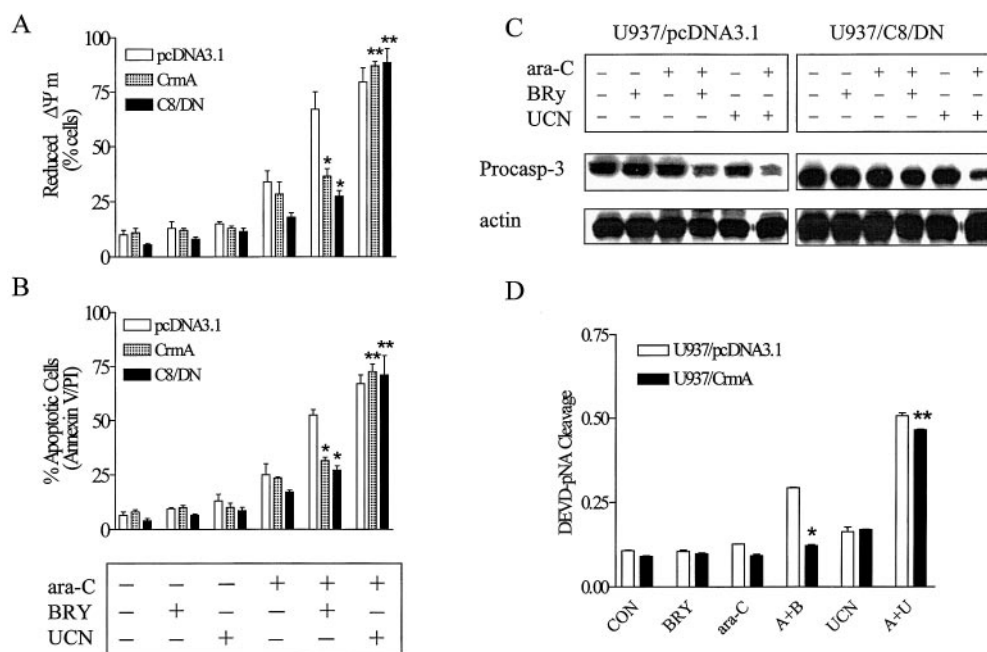 A
100
75
50
25
0
Reduced ΔΨ m
(% cells)
pcDNA3.1
CrmA
C8/DN
*
*
**
**
B
100
75
50
25
0
% Apoptotic Cells
(Annexin V/PI)
pcDNA3.1
CrmA
C8/DN
*
*
**
**
ara-C – – – + + +
BRY – + – – + –
UCN – – + – – +
C
U937/pcDNA3.1 U937/C8/DN
ara-C – – + + – + – – + + – +
BRy – + – + – – – + – + – –
UCN – – – – + + – – – – + +
Procasp-3
actin
D
0.75
0.50
0.25
0.00
DEVD-pNA Cleavage
U937/pcDNA3.1
U937/CrmA
*
**
CON BRY ara-C A+B UCN A+U